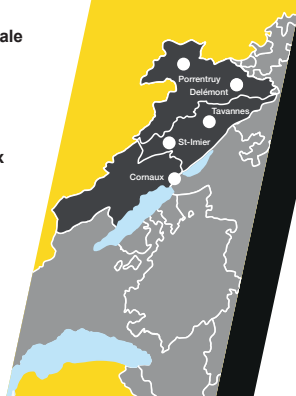 ale
Porrentruy
Delémont
Tavannes
St-Imier
x
Cornaux